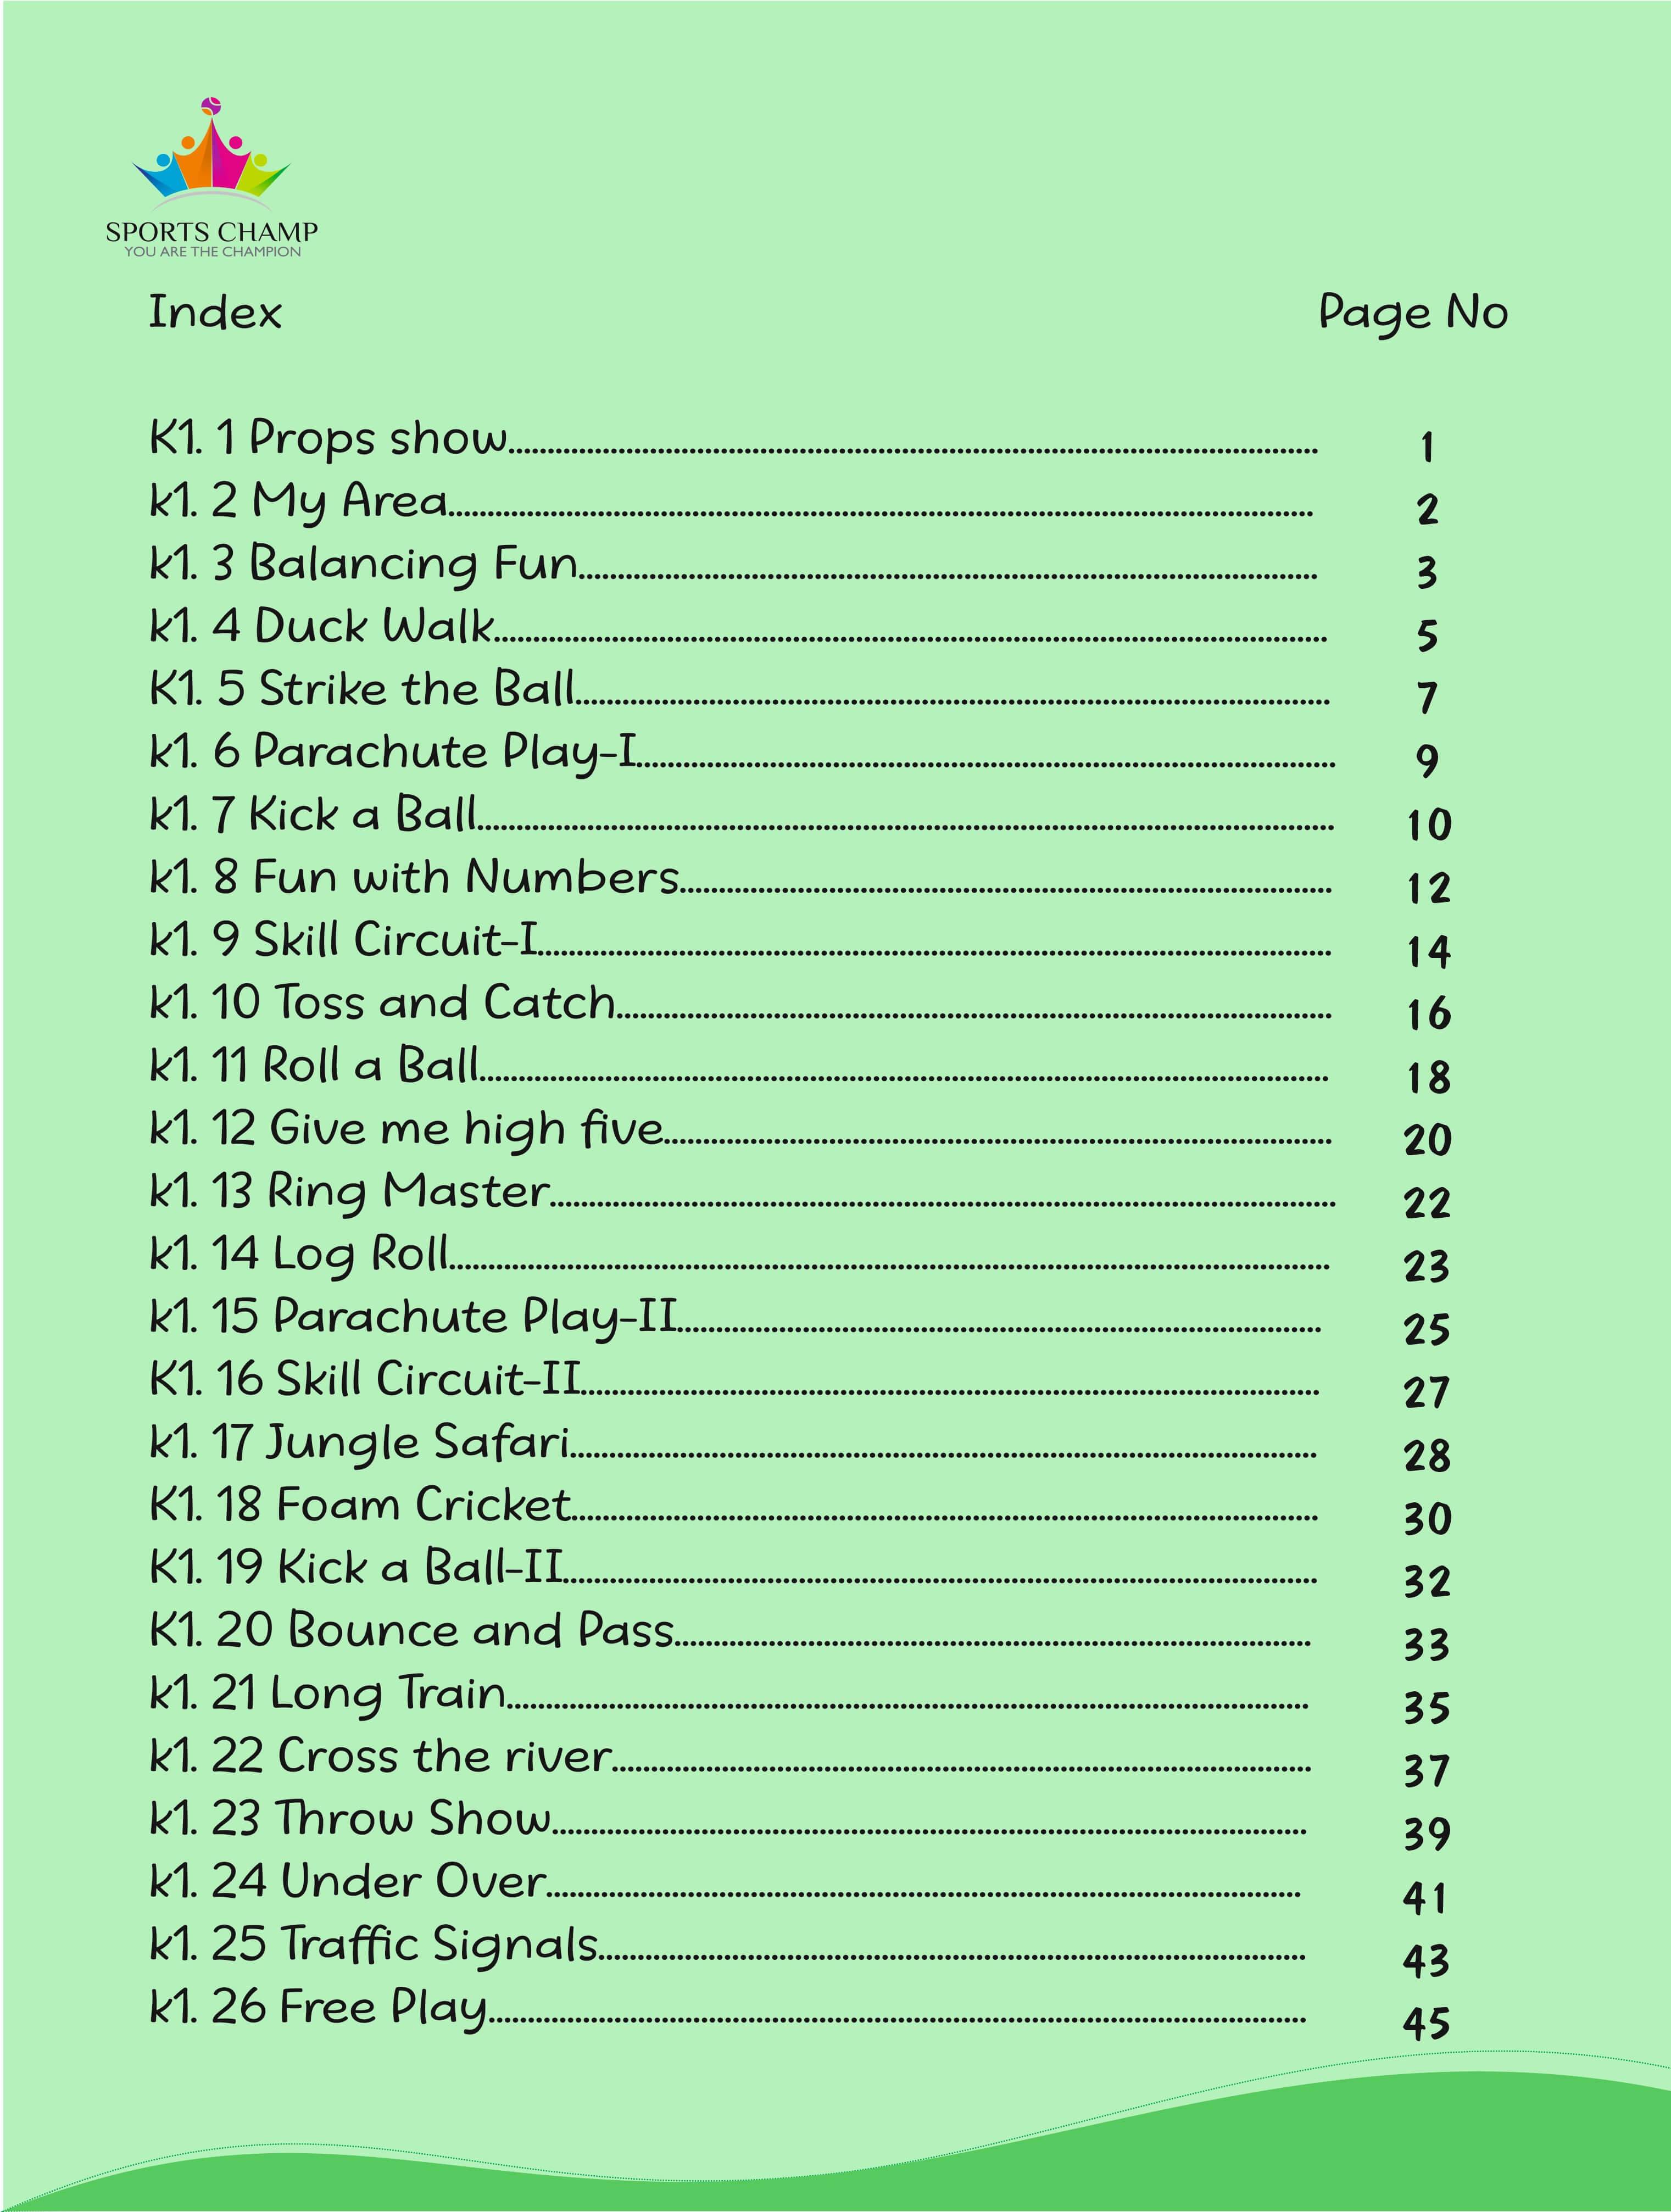 SPORTS CHAMP
YOU ARE THE CHAMPION
Index Page No
K1. 1 Props show 1
k1. 2 My Area 2
k1. 3 Balancing Fun 3
k1. 4 Duck Walk 5
K1. 5 Strike the Ball 7
k1. 6 Parachute Play-I 9
k1. 7 Kick a Ball 10
k1. 8 Fun with Numbers 12
k1. 9 Skill Circuit-I 14
k1. 10 Toss and Catch 16
k1. 11 Roll a Ball 18
k1. 12 Give me high five 20
k1. 13 Ring Master 22
k1. 14 Log Roll 23
k1. 15 Parachute Play-II 25
K1. 16 Skill Circuit-II 27
k1. 17 Jungle Safari 28
K1. 18 Foam Cricket 30
K1. 19 Kick a Ball-II 32
K1. 20 Bounce and Pass 33
k1. 21 Long Train 35
k1. 22 Cross the river 37
k1. 23 Throw Show 39
k1. 24 Under Over 41
k1. 25 Traffic Signals 43
k1. 26 Free Play 45